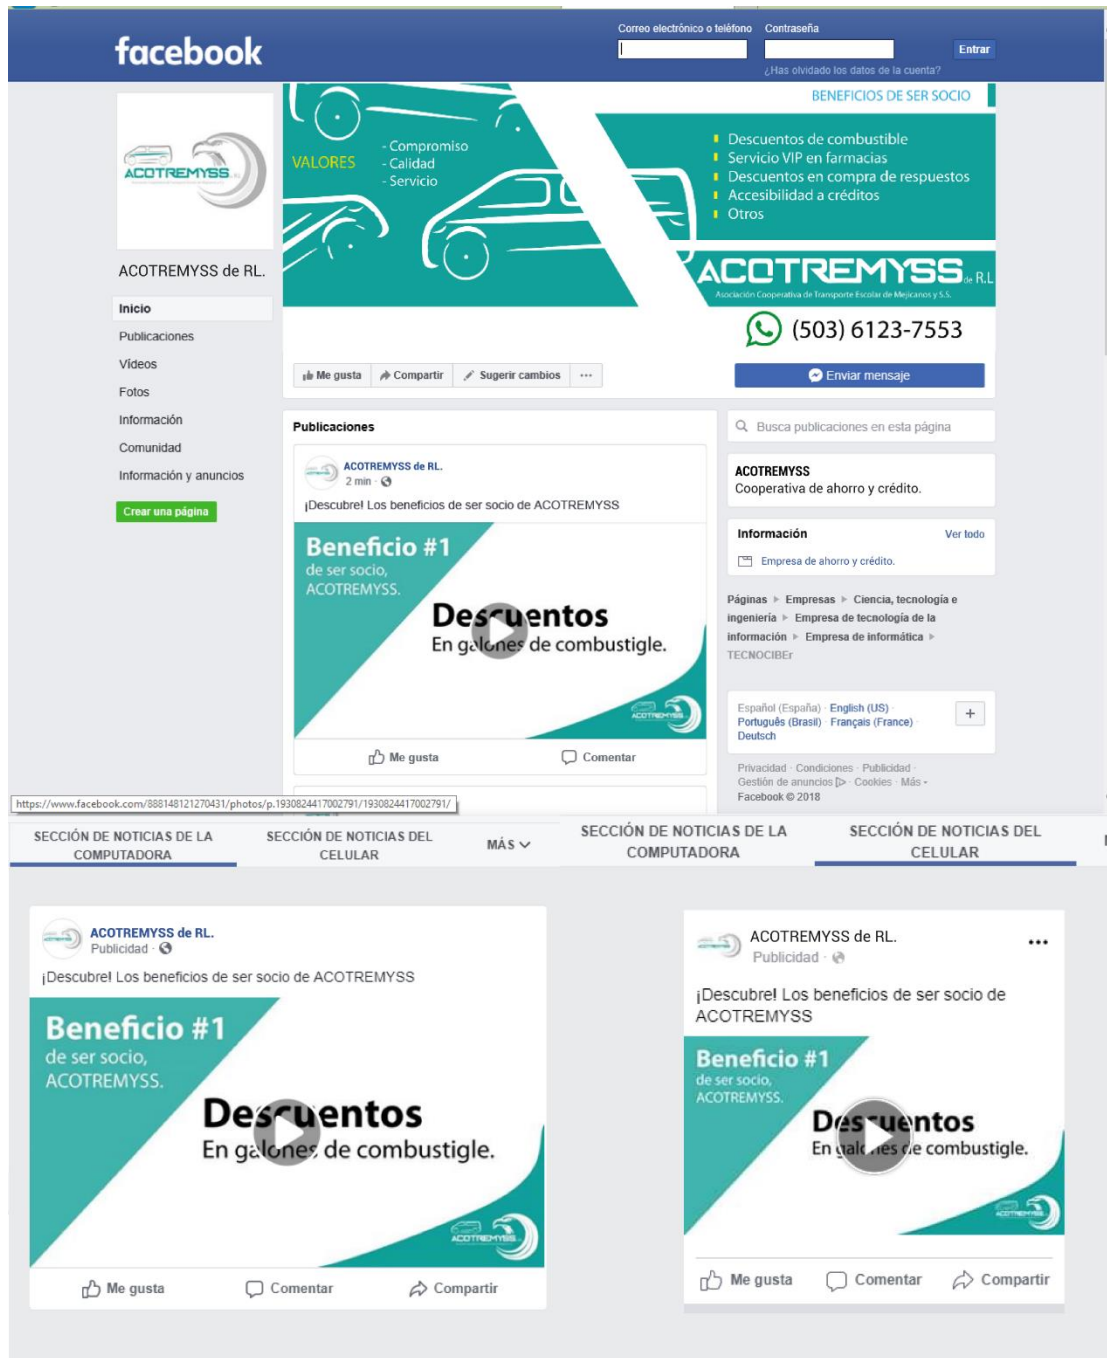 Correo electrónico o teléfono
Contraseña
facebook
Entrar
¿Has olvidado los datos de la cuenta?
ACOTREMYSS
ACOTREMYSS de RL.
Inicio
Publicaciones
Vídeos
Fotos
Información
Comunidad
Información y anuncios
Crear una página
VALORES
- Compromiso
- Calidad
- Servicio
BENEFICIOS DE SER SOCIO
Descuentos de combustible
Servicio VIP en farmacias
Descuentos en compra de respuestos
Accesibilidad a créditos
Otros
ACOTREMYSS de R.L
Asociación Cooperativa de Transporte Escolar de Mejicanos y S.S.
(503) 6123-7553
Me gusta
Compartir
Sugerir cambios
Enviar mensaje
Publicaciones
ACOTREMYSS de RL.
2 min ·
¡Descubre! Los beneficios de ser socio de ACOTREMYSS
Beneficio #1
de ser socio,
ACOTREMYSS.
Descuentos
En galones de combustigle.
ACOTREMYSS
Me gusta
Comentar
Busca publicaciones en esta página
ACOTREMYSS
Cooperativa de ahorro y crédito.
Información
Ver todo
Empresa de ahorro y crédito.
Páginas ▸ Empresas ▸ Ciencia, tecnología e
ingeniería ▸ Empresa de tecnología de la
información ▸ Empresa de informática ▸
TECNOCIBEr
Español (España) · English (US) ·
Português (Brasil) · Français (France) ·
Deutsch
+
Privacidad · Condiciones · Publicidad ·
Gestión de anuncios · Cookies · Más
Facebook © 2018
https://www.facebook.com/888148121270431/photos/p.1930824417002791/1930824417002791/
SECCIÓN DE NOTICIAS DE LA
COMPUTADORA
SECCIÓN DE NOTICIAS DEL
CELULAR
MÁS
ACOTREMYSS de RL.
Publicidad ·
¡Descubre! Los beneficios de ser socio de ACOTREMYSS
Beneficio #1
de ser socio,
ACOTREMYSS.
Descuentos
En galones de combustigle.
ACOTREMYSS
Me gusta
Comentar
Compartir
SECCIÓN DE NOTICIAS DE LA
COMPUTADORA
SECCIÓN DE NOTICIAS DEL
CELULAR
ACOTREMYSS de RL.
Publicidad ·
¡Descubre! Los beneficios de ser socio de
ACOTREMYSS
Beneficio #1
de ser socio,
ACOTREMYSS.
Descuentos
En galones de combustigle.
ACOTREMYSS
Me gusta
Comentar
Compartir